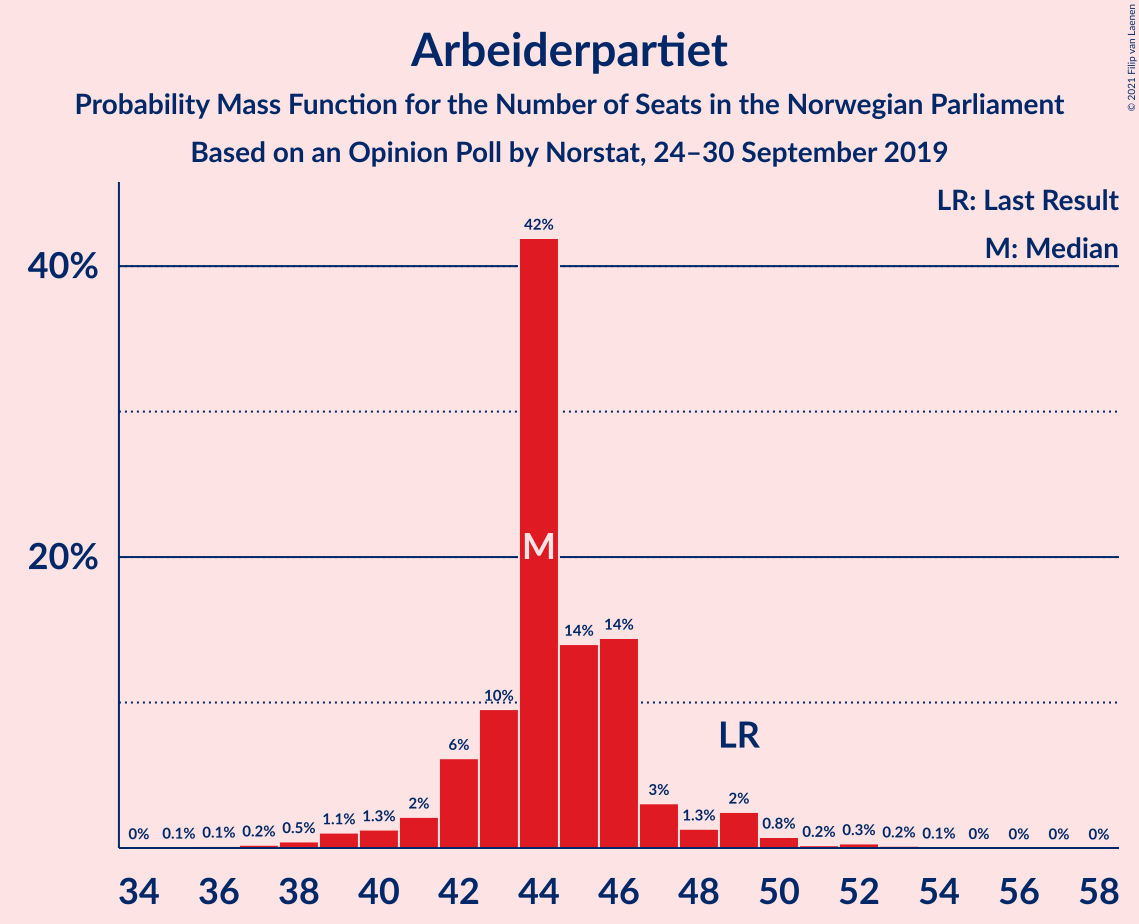 Arbeiderpartiet
Probability Mass Function for the Number of Seats in the Norwegian Parliament
Based on an Opinion Poll by Norstat, 24–30 September 2019
© 2021 Filip van Laenen
LR: Last Result
M: Median
40%
20%
42%
M
14%
14%
10%
LR
6%
3%
2%
2%
0% 0.1% 0.1% 0.2% 0.5% 1.1% 1.3% 1.3% 0.8% 0.2% 0.3% 0.2% 0.1% 0% 0% 0% 0%
34 36 38 40 42 44 46 48 50 52 54 56 58